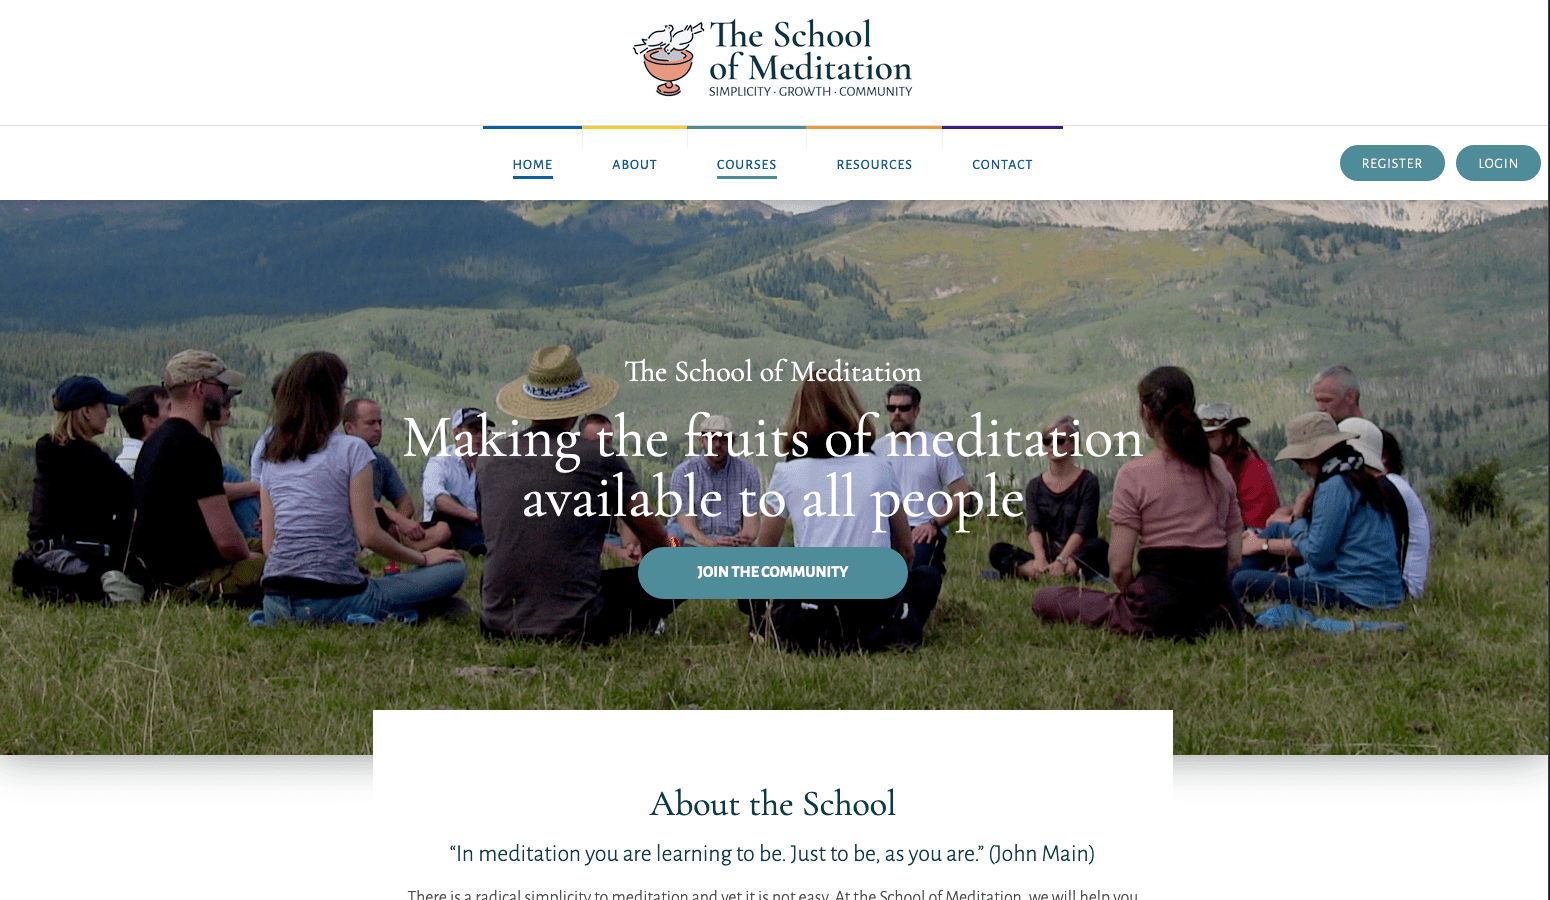 The School
of Meditation
SIMPLICITY · GROWTH · COMMUNITY
HOME
ABOUT
COURSES
RESOURCES
CONTACT
REGISTER
LOGIN
The School of Meditation
Making the fruits of meditation
available to all people
JOIN THE COMMUNITY
About the School
“In meditation you are learning to be. Just to be, as you are.” (John Main)
There is a radical simplicity to meditation and yet it is not easy. At the School of Meditation, we will help you